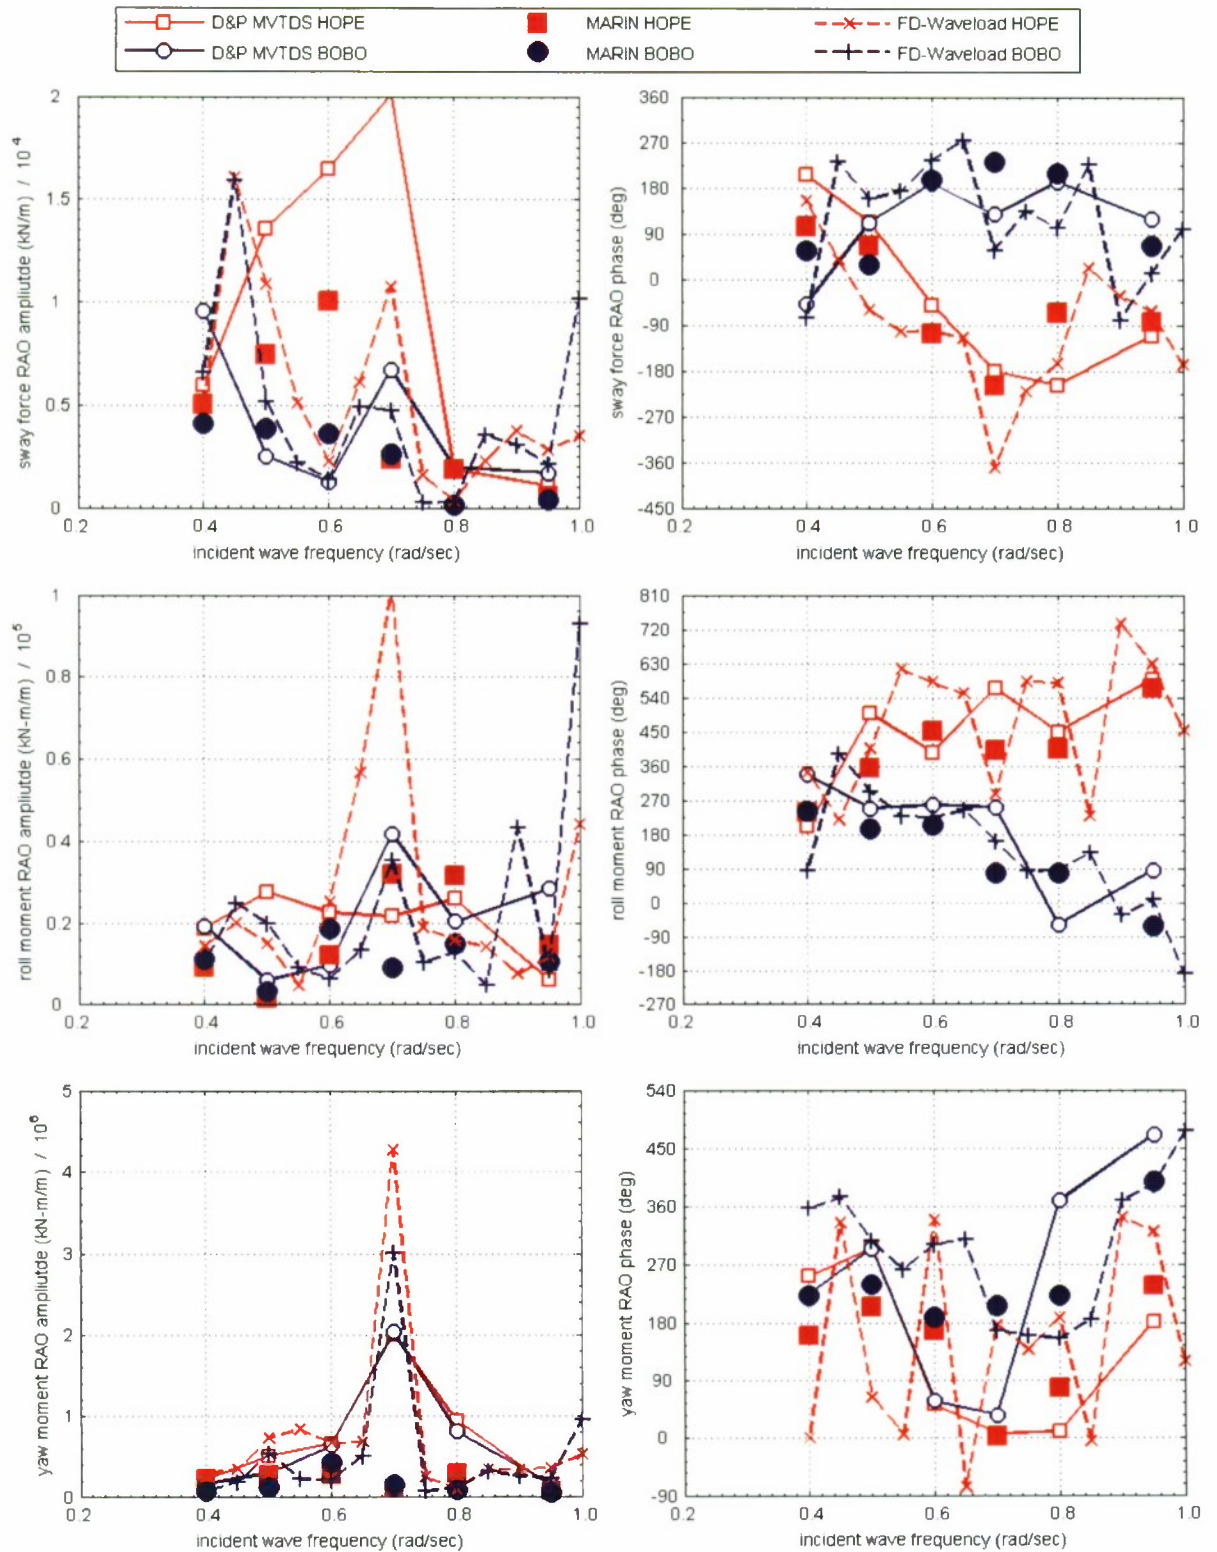 D&P MVTDS HOPE MARIN HOPE FD-Waveload HOPE
D&P MVTDS BOBO MARIN BOBO FD-Waveload BOBO
sway force RAO ampliutde (kN/m) / 10⁴
2
1.5
1
0.5
0
0.2 0.4 0.6 0.8 1.0
incident wave frequency (rad/sec)
sway force RAO phase (deg)
360
270
180
90
0
-90
-180
-270
-360
-450
0.2 0.4 0.6 0.8 1.0
incident wave frequency (rad/sec)
roll moment RAO ampliutde (kN-m/m) / 10⁵
1
0.8
0.6
0.4
0.2
0
0.2 0.4 0.6 0.8 1.0
incident wave frequency (rad/sec)
roll moment RAO phase (deg)
810
720
630
540
450
360
270
180
90
0
-90
-180
-270
0.2 0.4 0.6 0.8 1.0
incident wave frequency (rad/sec)
yaw moment RAO ampliutde (kN-m/m) / 10⁶
5
4
3
2
1
0
0.2 0.4 0.6 0.8 1.0
incident wave frequency (rad/sec)
yaw moment RAO phase (deg)
540
450
360
270
180
90
0
-90
0.2 0.4 0.6 0.8 1.0
incident wave frequency (rad/sec)